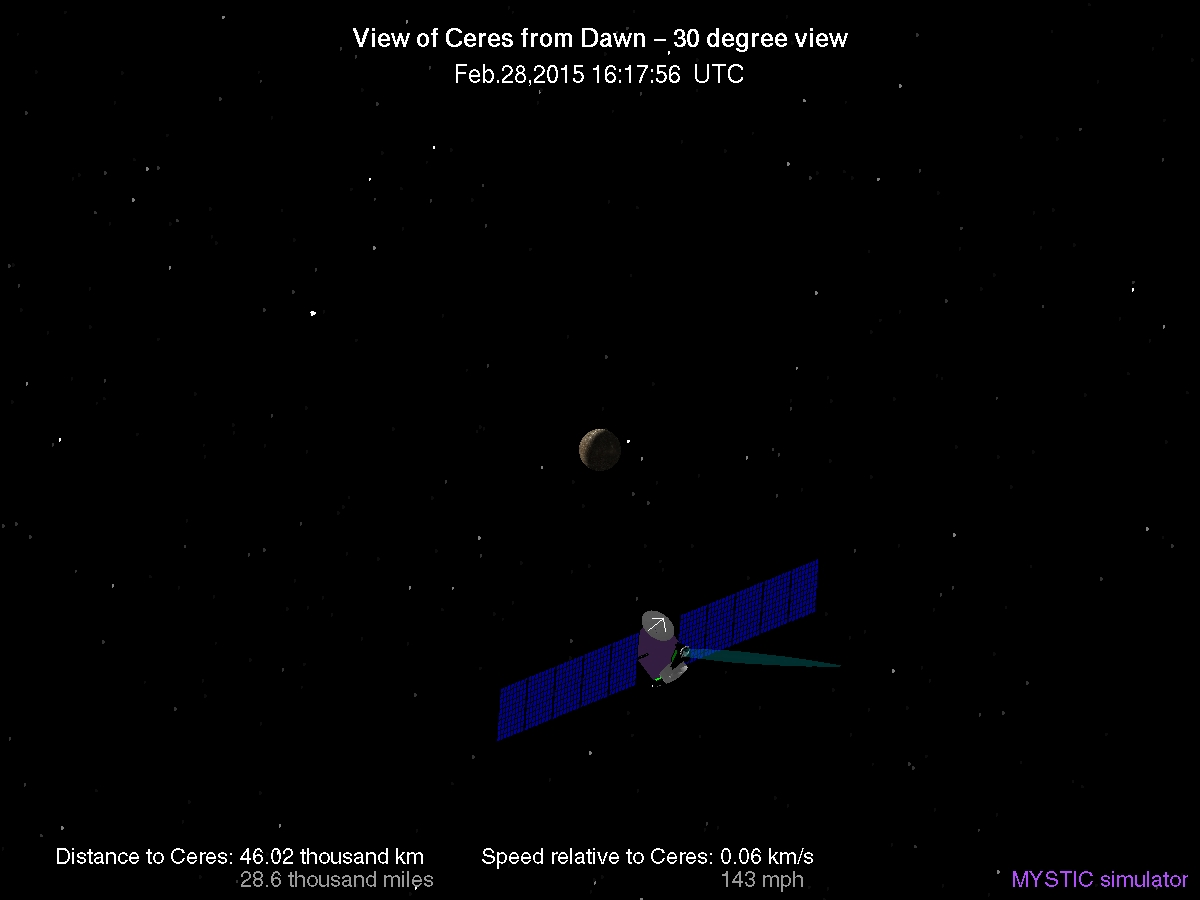 View of Ceres from Dawn – 30 degree view
Feb.28,2015 16:17:56 UTC
Distance to Ceres: 46.02 thousand km
28.6 thousand miles
Speed relative to Ceres: 0.06 km/s
143 mph
MYSTIC simulator